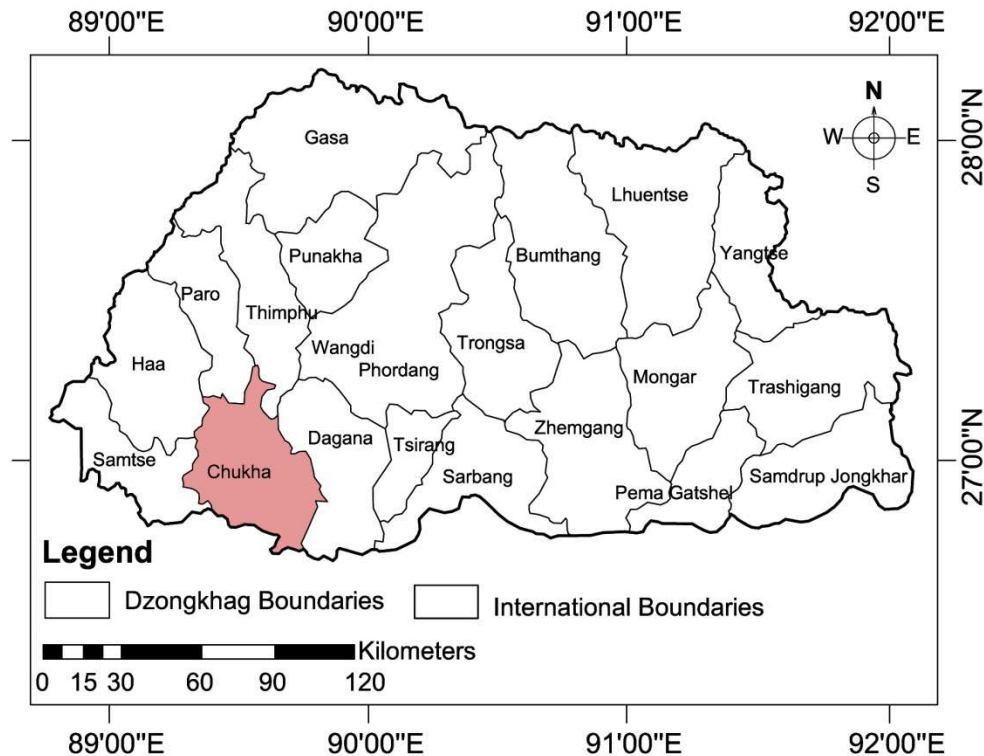 89'00"E 90'00"E 91'00"E 92'00"E
N
W E
S
28'00"N
27'00"N
Gasa
Lhuentse
Punakha
Bumthang
Yangtse
Paro
Thimphu
Wangdi
Phordang
Trongsa
Haa
Mongar
Trashigang
Dagana
Tsirang
Zhemgang
Samtse
Chukha
Sarbang
Samdrup Jongkhar
Pema Gatshel
Legend
Dzongkhag Boundaries
International Boundaries
Kilometers
0 15 30 60 90 120
89'00"E 90'00"E 91'00"E 92'00"E